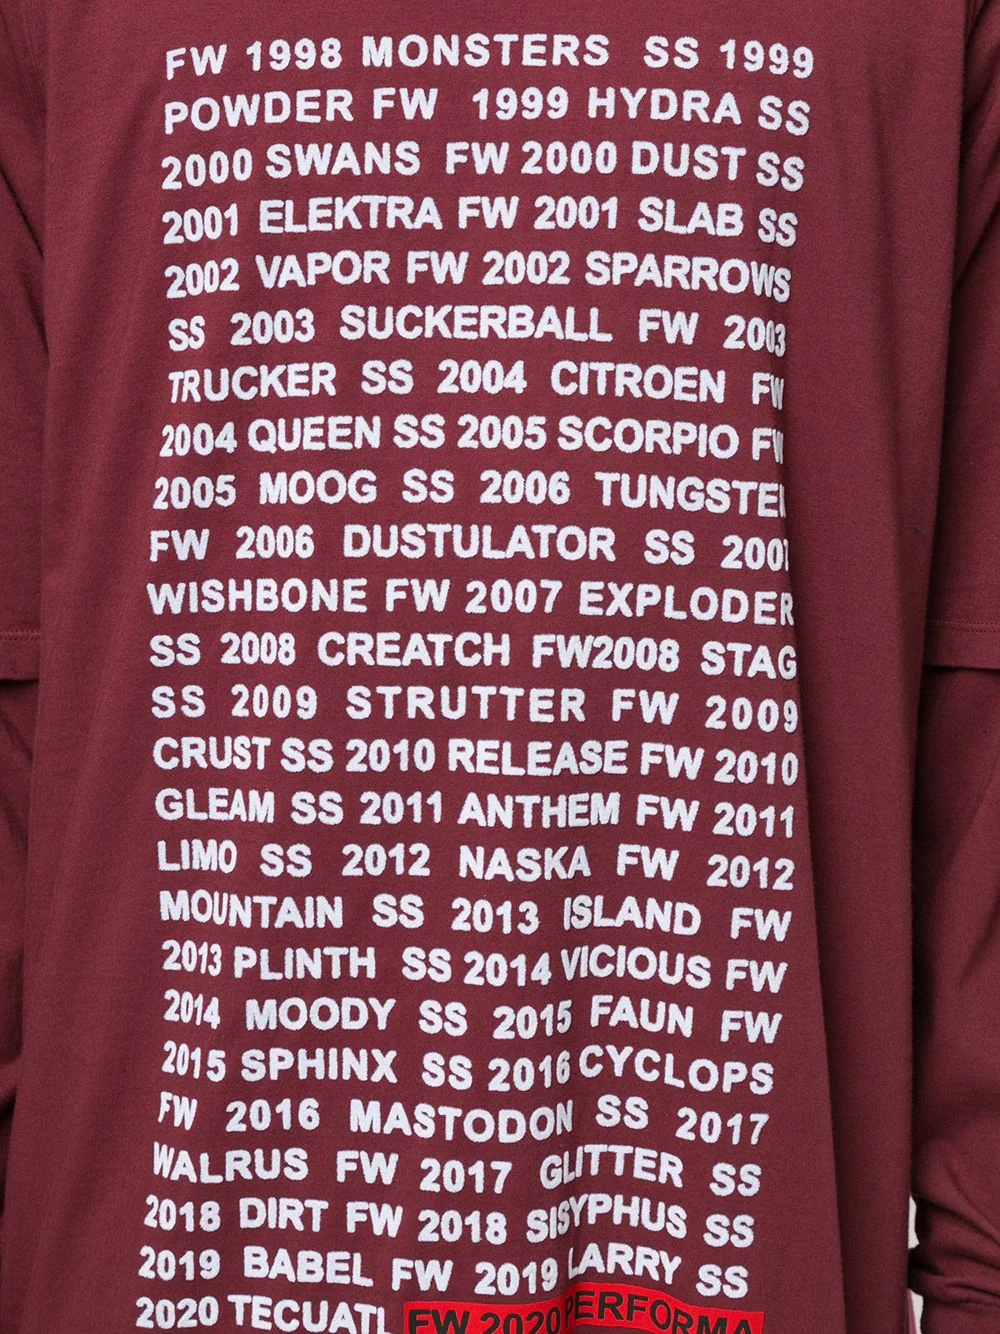 FW 1998 MONSTERS SS 1999
POWDER FW 1999 HYDRA SS
2000 SWANS FW 2000 DUST SS
2001 ELEKTRA FW 2001 SLAB SS
2002 VAPOR FW 2002 SPARROWS
SS 2003 SUCKERBALL FW 2003
TRUCKER SS 2004 CITROEN FW
2004 QUEEN SS 2005 SCORPIO FW
2005 MOOG SS 2006 TUNGSTEN
FW 2006 DUSTULATOR SS 2007
WISHBONE FW 2007 EXPLODER
SS 2008 CREATCH FW2008 STAG
SS 2009 STRUTTER FW 2009
CRUST SS 2010 RELEASE FW 2010
GLEAM SS 2011 ANTHEM FW 2011
LIMO SS 2012 NASKA FW 2012
MOUNTAIN SS 2013 ISLAND FW
2013 PLINTH SS 2014 VICIOUS FW
2014 MOODY SS 2015 FAUN FW
2015 SPHINX SS 2016 CYCLOPS
FW 2016 MASTODON SS 2017
WALRUS FW 2017 GLITTER SS
2018 DIRT FW 2018 SISYPHUS SS
2019 BABEL FW 2019 LARRY SS
2020 TECUATL FW 2020 PERFORMA